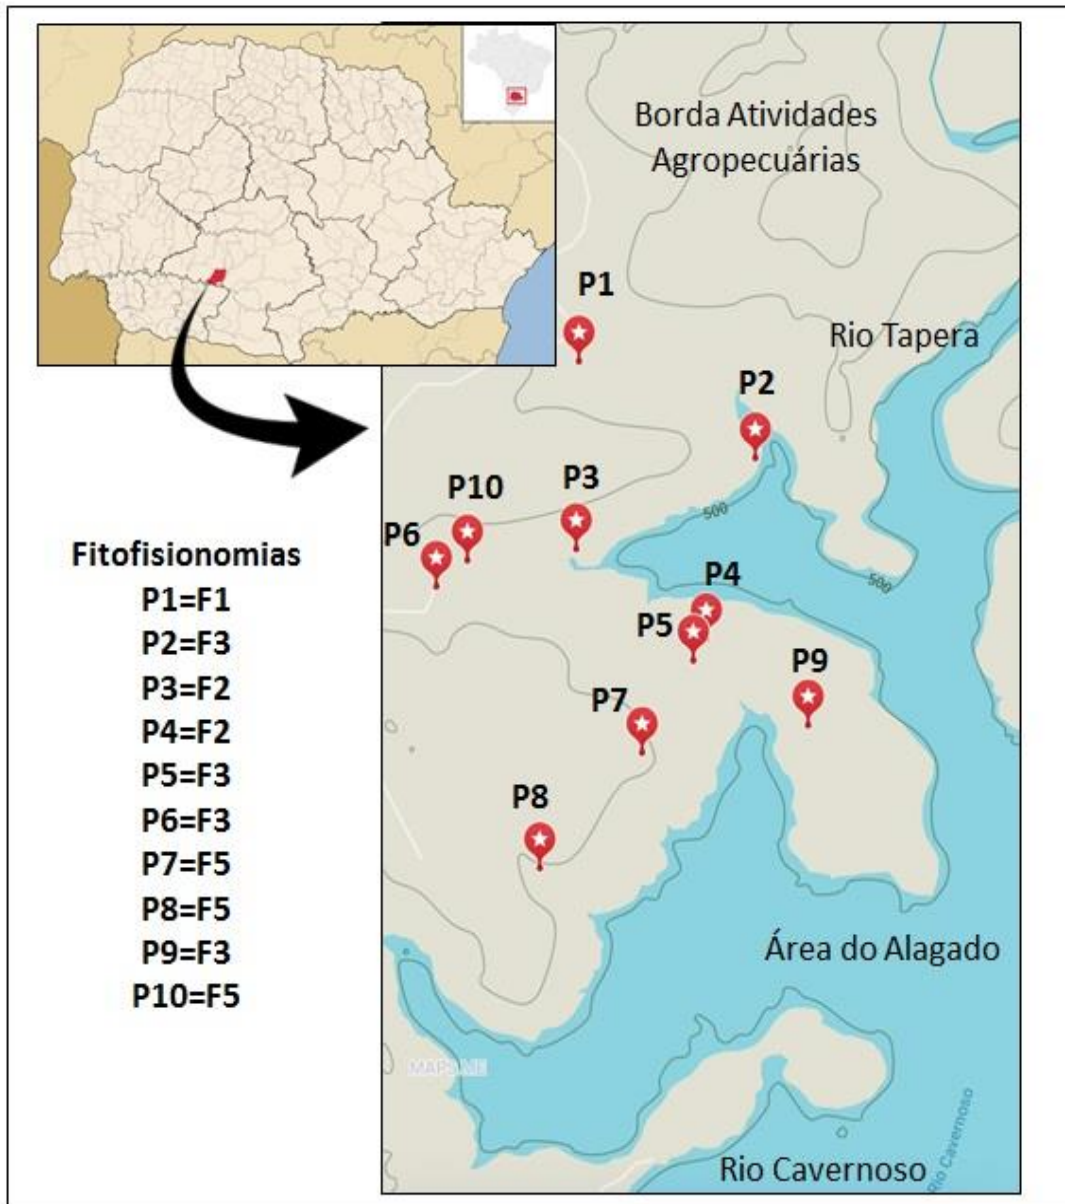 Borda Atividades
Agropecuárias
P1
Rio Tapera
P2
P10
P3
P6
500
500
P4
P5
P9
P7
P8
Área do Alagado
MAPS.ME
Rio Cavernoso
Rio Cavernoso
Fitofisionomias
P1=F1
P2=F3
P3=F2
P4=F2
P5=F3
P6=F3
P7=F5
P8=F5
P9=F3
P10=F5